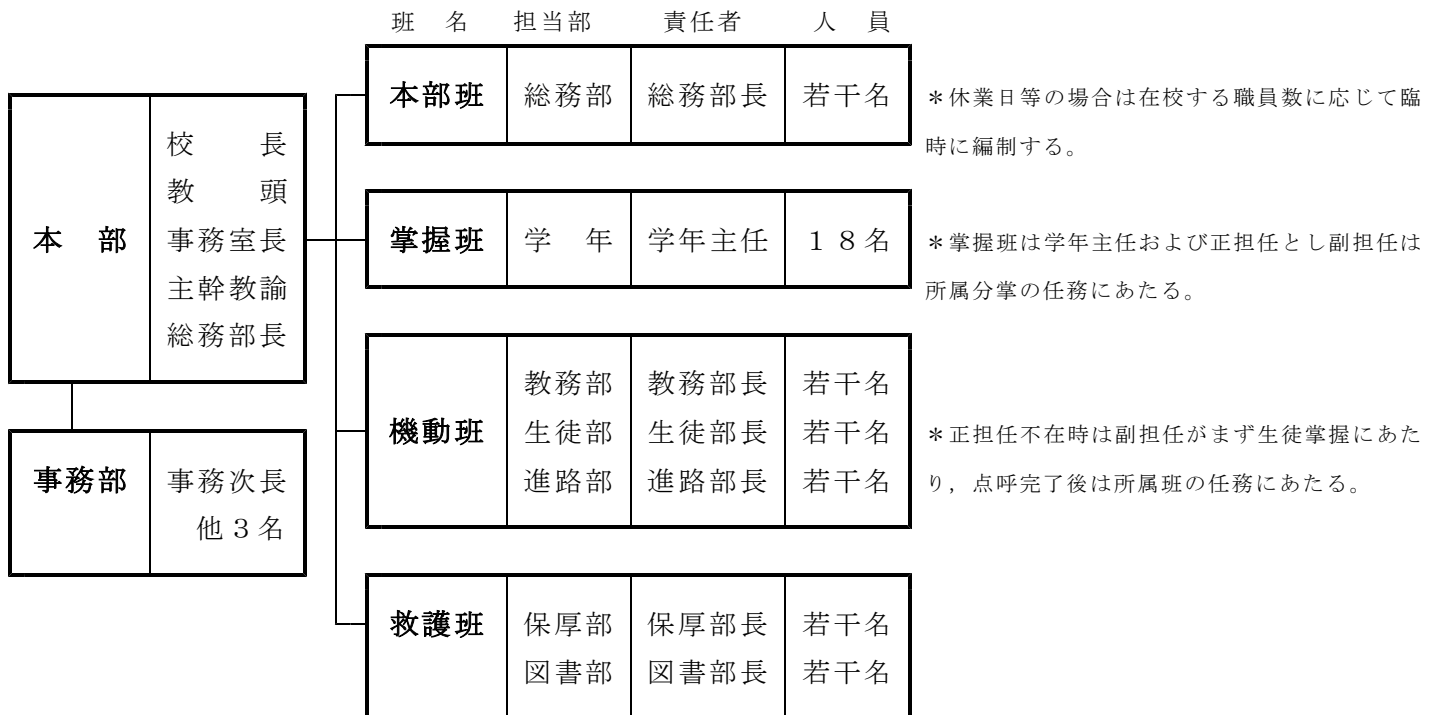 班　名　担当部　責任者　人　員
本部班　総務部　総務部長　若干名
＊休業日等の場合は在校する職員数に応じて臨
時に編制する。
本　部
校　　長
教　　頭
事務室長
主幹教諭
総務部長
掌握班　学　年　学年主任　１８名
＊掌握班は学年主任および正担任とし副担任は
所属分掌の任務にあたる。
機動班
教務部　教務部長　若干名
生徒部　生徒部長　若干名
進路部　進路部長　若干名
＊正担任不在時は副担任がまず生徒掌握にあた
り，点呼完了後は所属班の任務にあたる。
事務部　事務次長
他３名
救護班　保厚部　保厚部長　若干名
図書部　図書部長　若干名